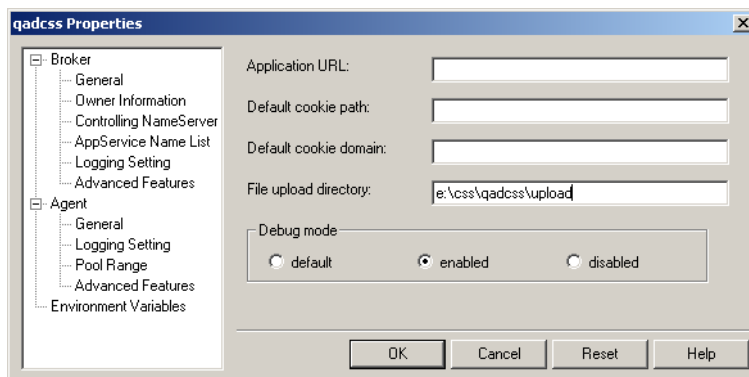 qadcss Properties
Broker
General
Owner Information
Controlling NameServer
AppService Name List
Logging Setting
Advanced Features
Agent
General
Logging Setting
Pool Range
Advanced Features
Environment Variables
Application URL:
Default cookie path:
Default cookie domain:
File upload directory: e:\css\qadcss\upload
Debug mode
default enabled disabled
OK Cancel Reset Help